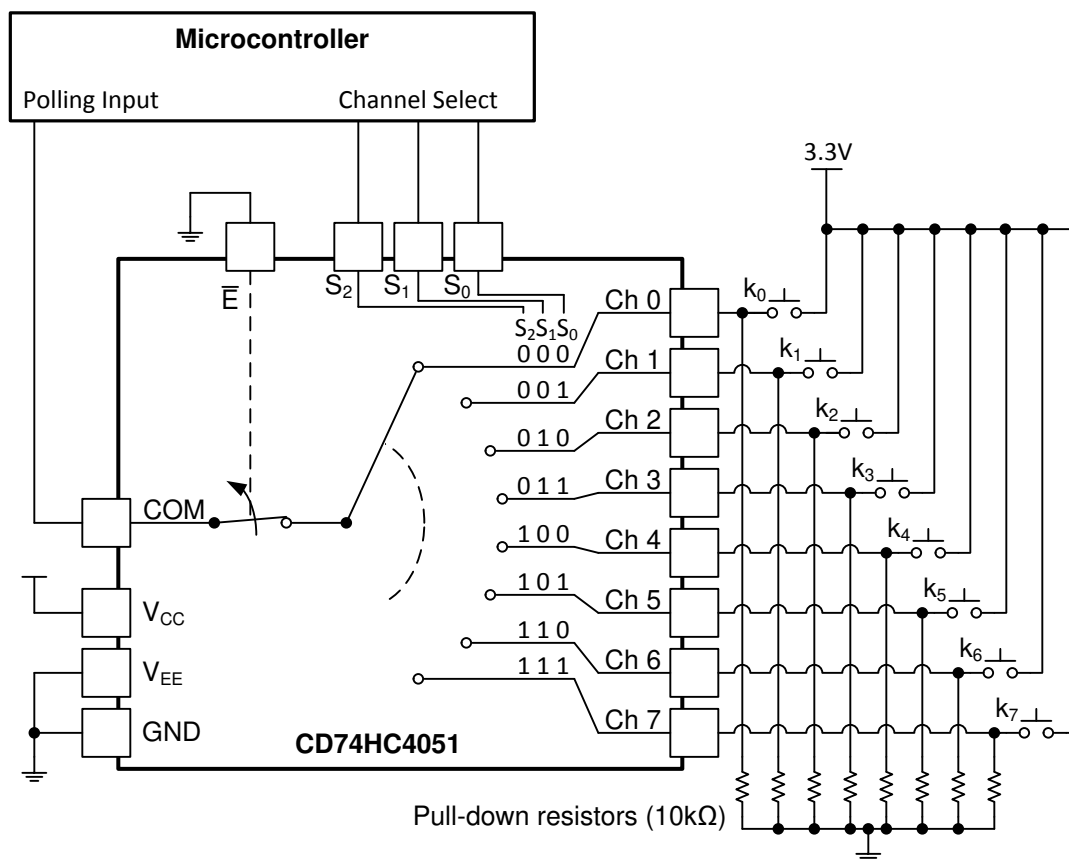 Microcontroller
Polling Input
Channel Select
3.3V
E
S2
S1
S0
S2S1S0
Ch 0
k0
0 0 0
Ch 1
k1
0 0 1
Ch 2
k2
0 1 0
Ch 3
k3
0 1 1
Ch 4
k4
1 0 0
Ch 5
k5
1 0 1
Ch 6
k6
1 1 0
Ch 7
k7
1 1 1
COM
VCC
VEE
GND
CD74HC4051
Pull-down resistors (10kΩ)